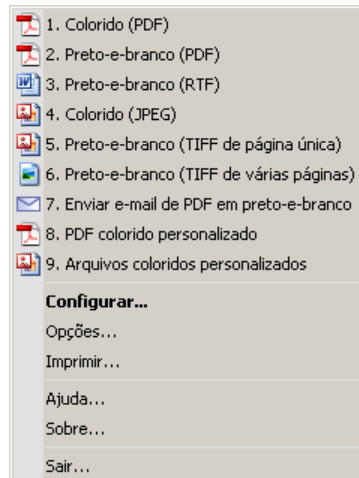 1. Colorido (PDF)
2. Preto-e-branco (PDF)
3. Preto-e-branco (RTF)
4. Colorido (JPEG)
5. Preto-e-branco (TIFF de página única)
6. Preto-e-branco (TIFF de várias páginas)
7. Enviar e-mail de PDF em preto-e-branco
8. PDF colorido personalizado
9. Arquivos coloridos personalizados
Configurar...
Opções...
Imprimir...
Ajuda...
Sobre...
Sair...